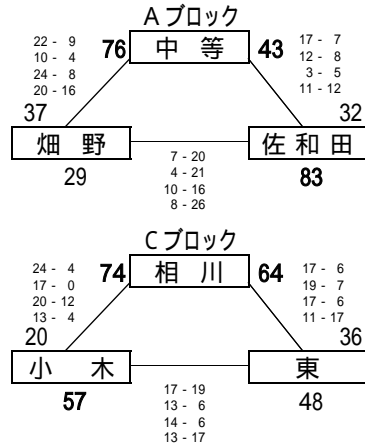 Aブロック
22 - 9
10 - 4
24 - 8
20 - 16
76
中 等
43
17 - 7
12 - 8
3 - 5
11 - 12
37
32
畑 野
佐 和 田
29
7 - 20
4 - 21
10 - 16
8 - 26
83
Cブロック
24 - 4
17 - 0
20 - 12
13 - 4
74
相 川
64
17 - 6
19 - 7
17 - 6
11 - 17
20
36
小 木
東
57
17 - 19
13 - 6
14 - 6
13 - 17
48